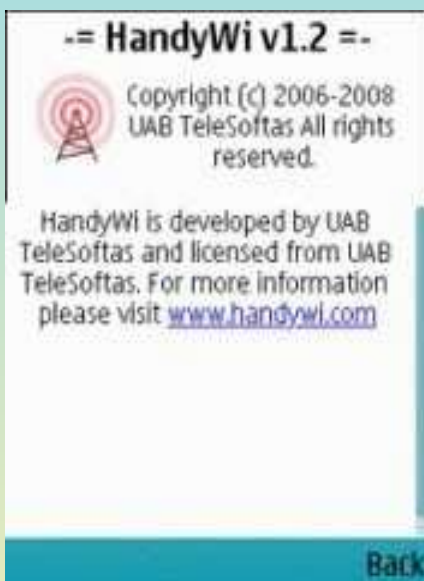 -= HandyWi v1.2 =-
Copyright (c) 2006-2008
UAB TeleSoftas All rights
reserved.
HandyWi is developed by UAB
TeleSoftas and licensed from UAB
TeleSoftas. For more information
please visit www.handywi.com
Back